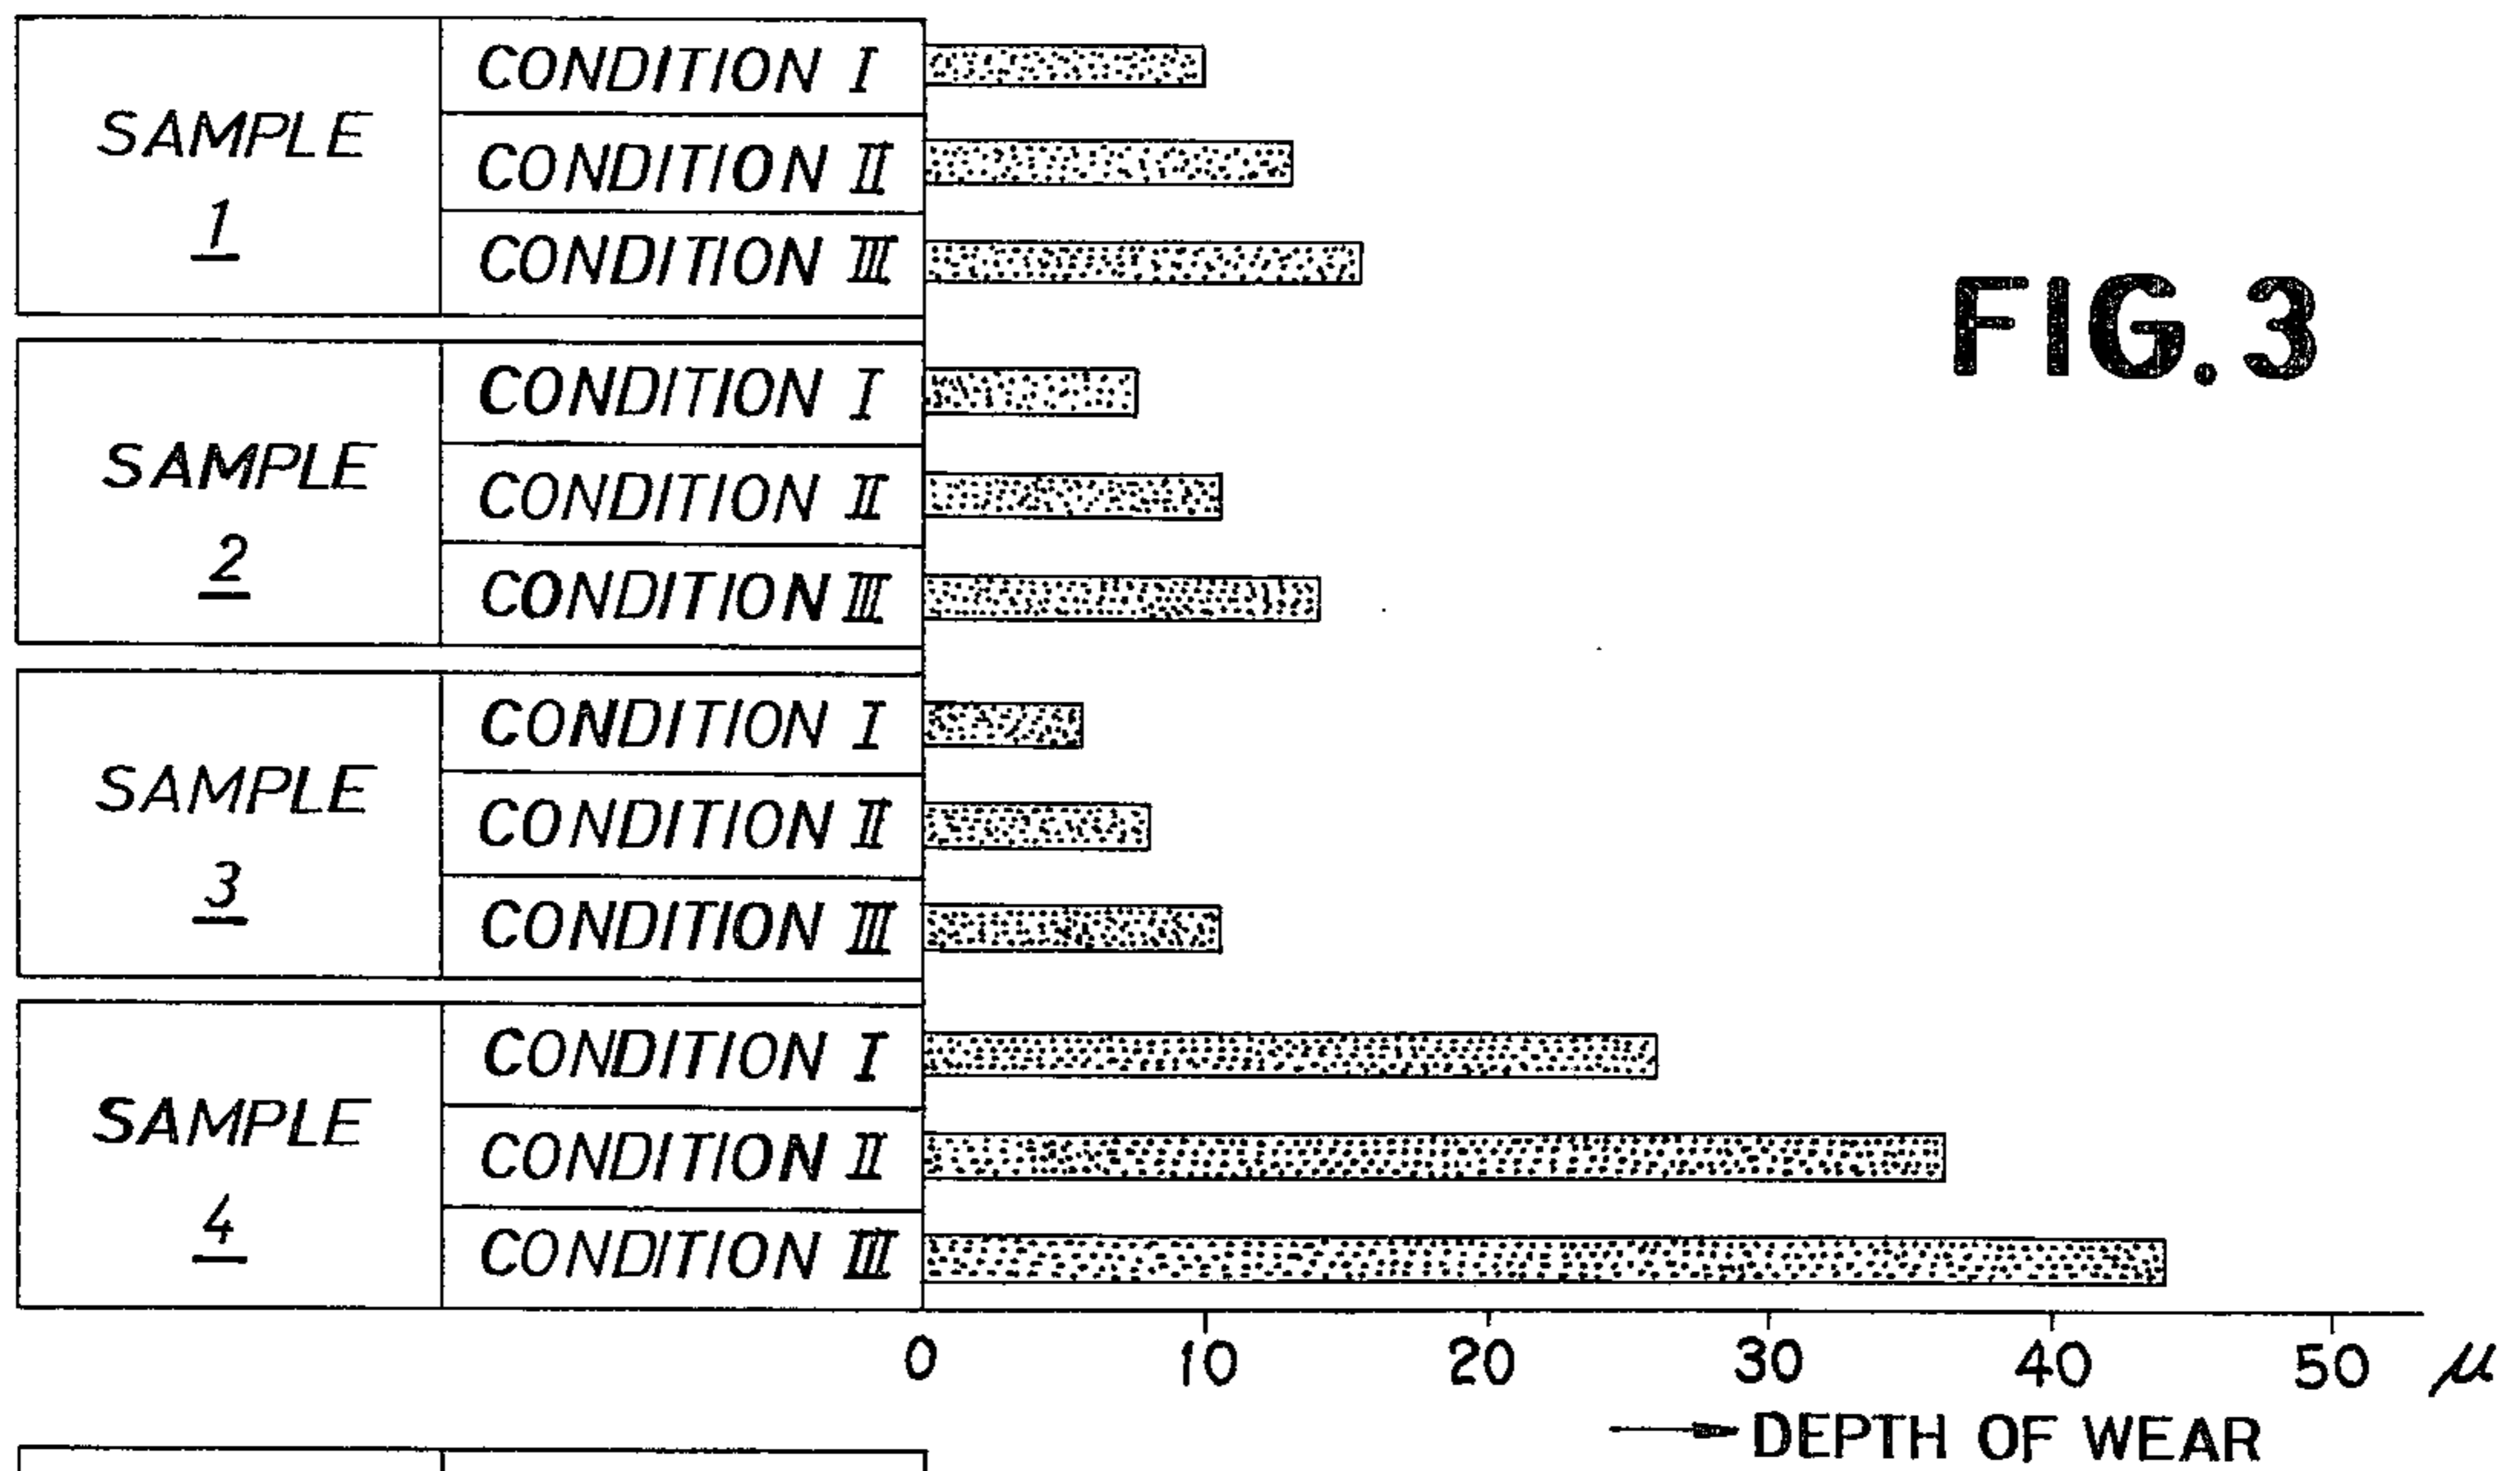 SAMPLE
1
CONDITION I
CONDITION II
CONDITION III
SAMPLE
2
CONDITION I
CONDITION II
CONDITION III
SAMPLE
3
CONDITION I
CONDITION II
CONDITION III
SAMPLE
4
CONDITION I
CONDITION II
CONDITION III
FIG.3
0 10 20 30 40 50 μ
→ DEPTH OF WEAR